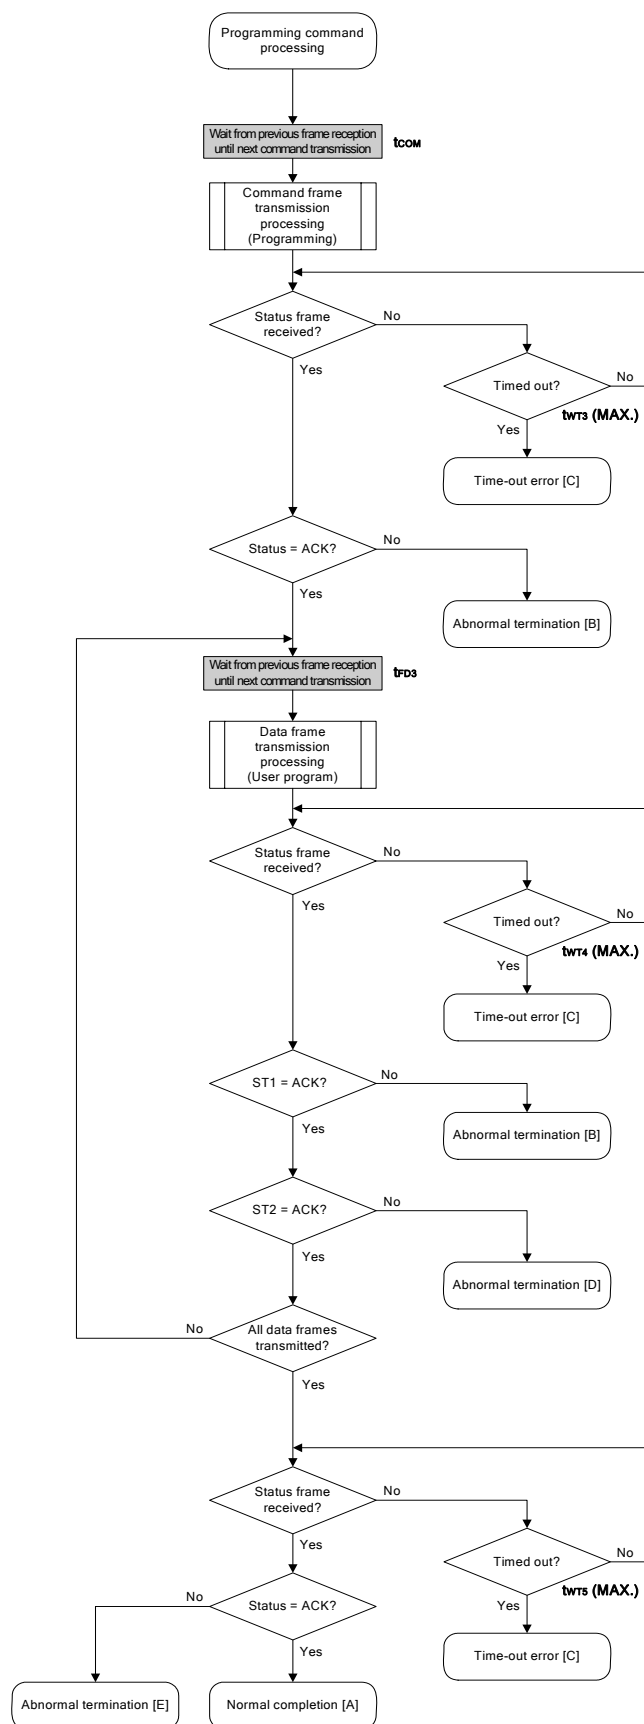 Programming command
processing
Wait from previous frame reception
until next command transmission
tCOM
Command frame
transmission
processing
(Programming)
Status frame
received?
No
Yes
Timed out?
No
tWT3 (MAX.)
Yes
Time-out error [C]
Status = ACK?
No
Yes
Abnormal termination [B]
Wait from previous frame reception
until next command transmission
tFD3
Data frame
transmission
processing
(User program)
Status frame
received?
No
Yes
Timed out?
No
tWT4 (MAX.)
Yes
Time-out error [C]
ST1 = ACK?
No
Yes
Abnormal termination [B]
ST2 = ACK?
No
Yes
Abnormal termination [D]
All data frames
transmitted?
No
Yes
Status frame
received?
No
Yes
Timed out?
No
tWT5 (MAX.)
Yes
Time-out error [C]
Status = ACK?
No
Yes
Abnormal termination [E]
Normal completion [A]